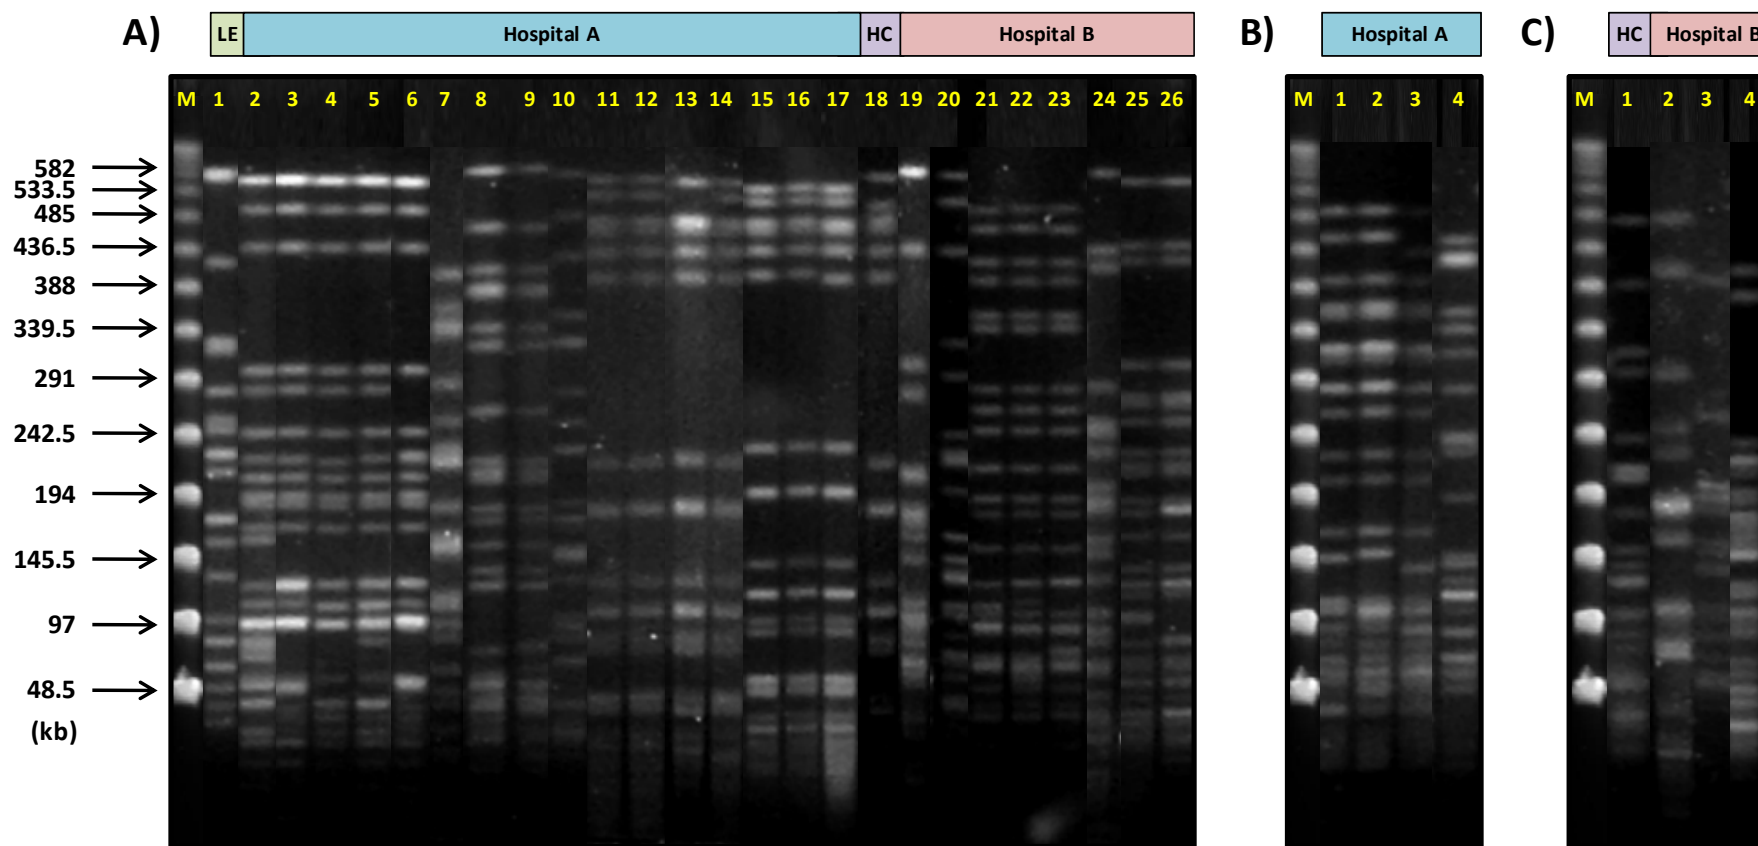 A) LE Hospital A HC Hospital B
M 1 2 3 4 5 6 7 8 9 10 11 12 13 14 15 16 17 18 19 20 21 22 23 24 25 26
582
533.5
485
436.5
388
339.5
291
242.5
194
145.5
97
48.5
(kb)
B) Hospital A
M 1 2 3 4
C) HC Hospital B
M 1 2 3 4